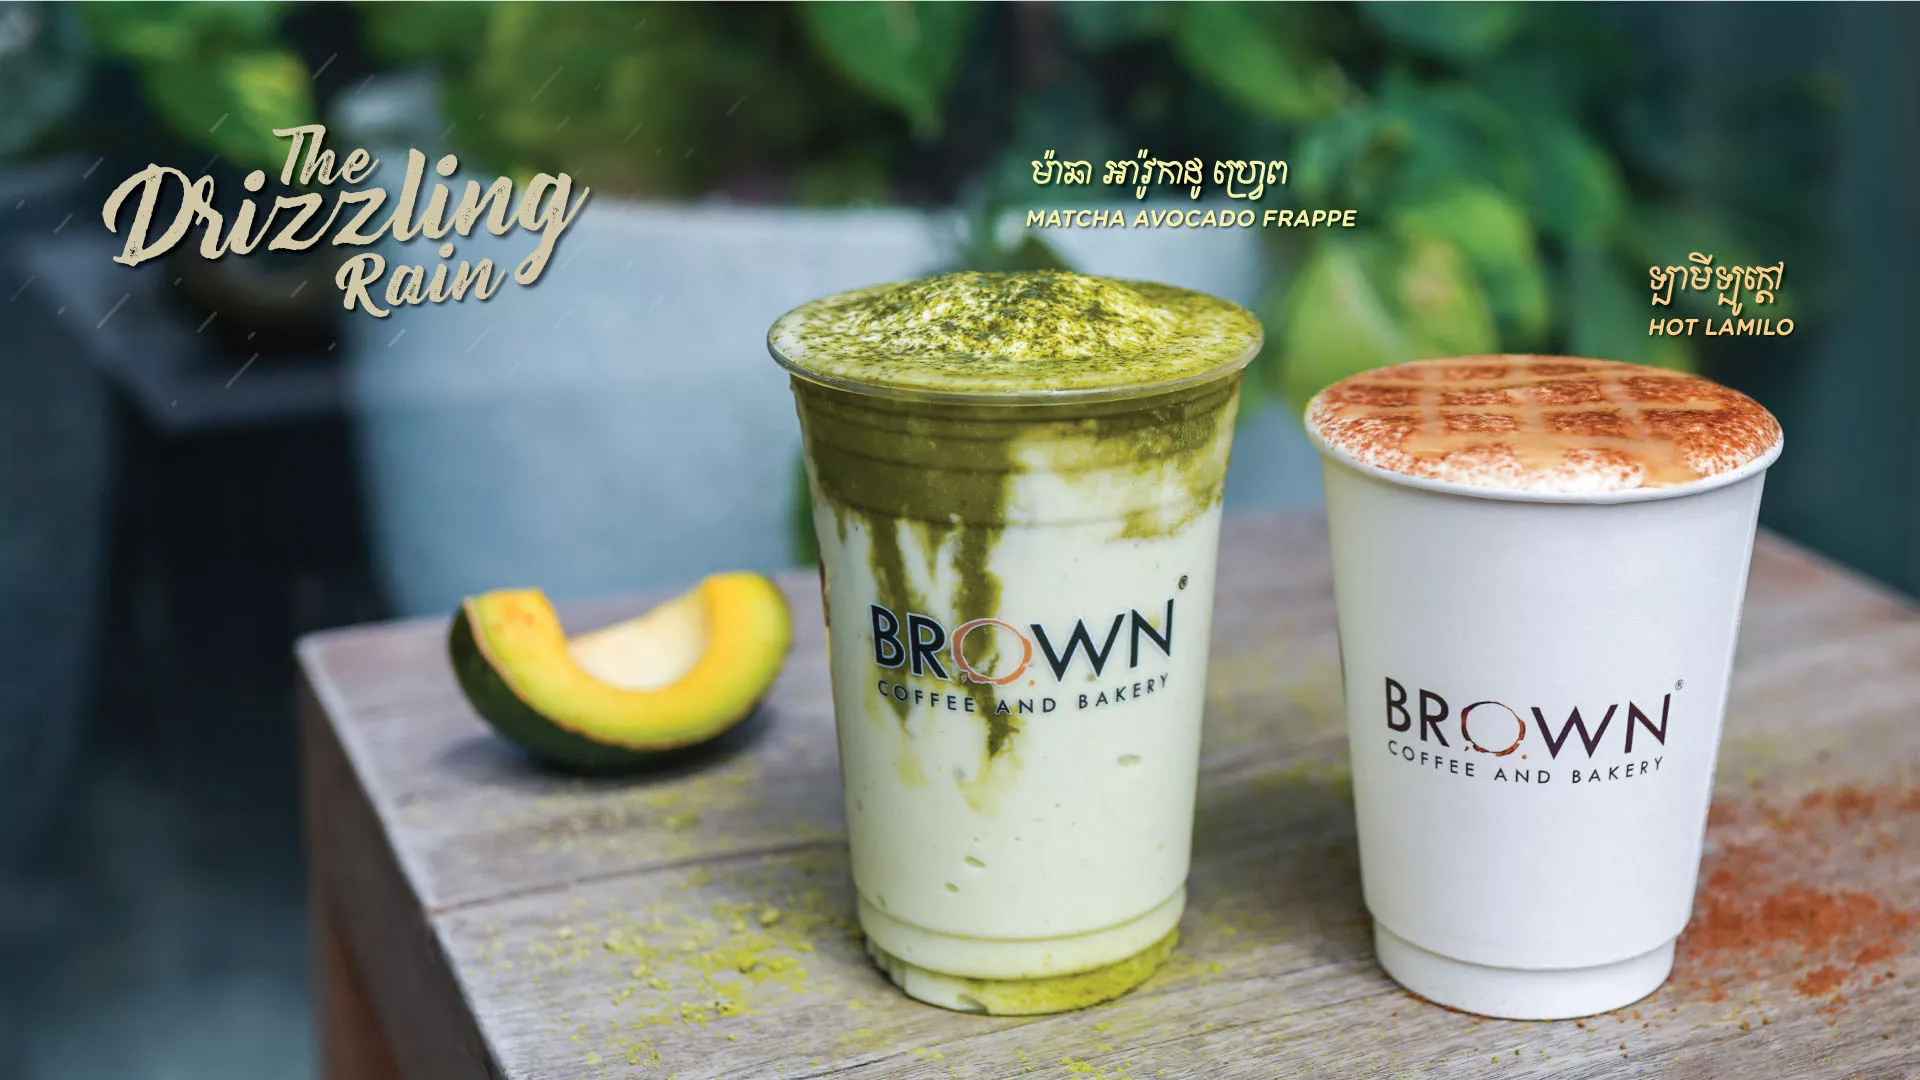 The
Drizzling
Rain
ម៉ាឆា អាវ៉ូកាដូ ហ្វ្រេព
MATCHA AVOCADO FRAPPE
ឡាមីឡូក្ដៅ
HOT LAMILO
BROWN®
COFFEE AND BAKERY
BROWN®
COFFEE AND BAKERY